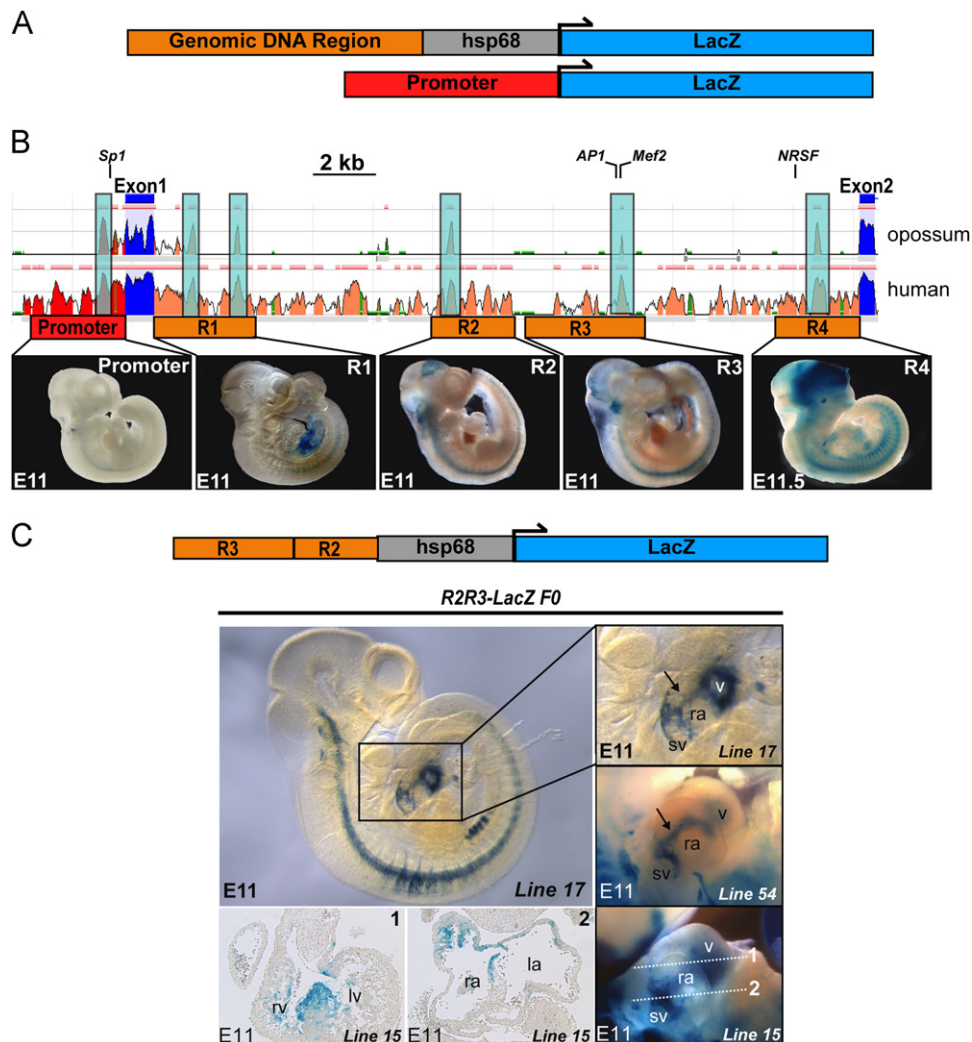 A
Genomic DNA Region hsp68 LacZ
Promoter LacZ
B
Sp1 2 kb AP1 Mef2 NRSF
Exon1 Exon2
opossum
human
Promoter R1 R2 R3 R4
Promoter R1 R2 R3 R4
E11 E11 E11 E11 E11.5
C
R3 R2 hsp68 LacZ
R2R3-LacZ F0
E11 Line 17
v
ra
sv
E11 Line 17
v
ra
sv
E11 Line 54
1
rv lv
E11 Line 15
2
ra la
E11 Line 15
v
1
ra
2
sv
E11 Line 15